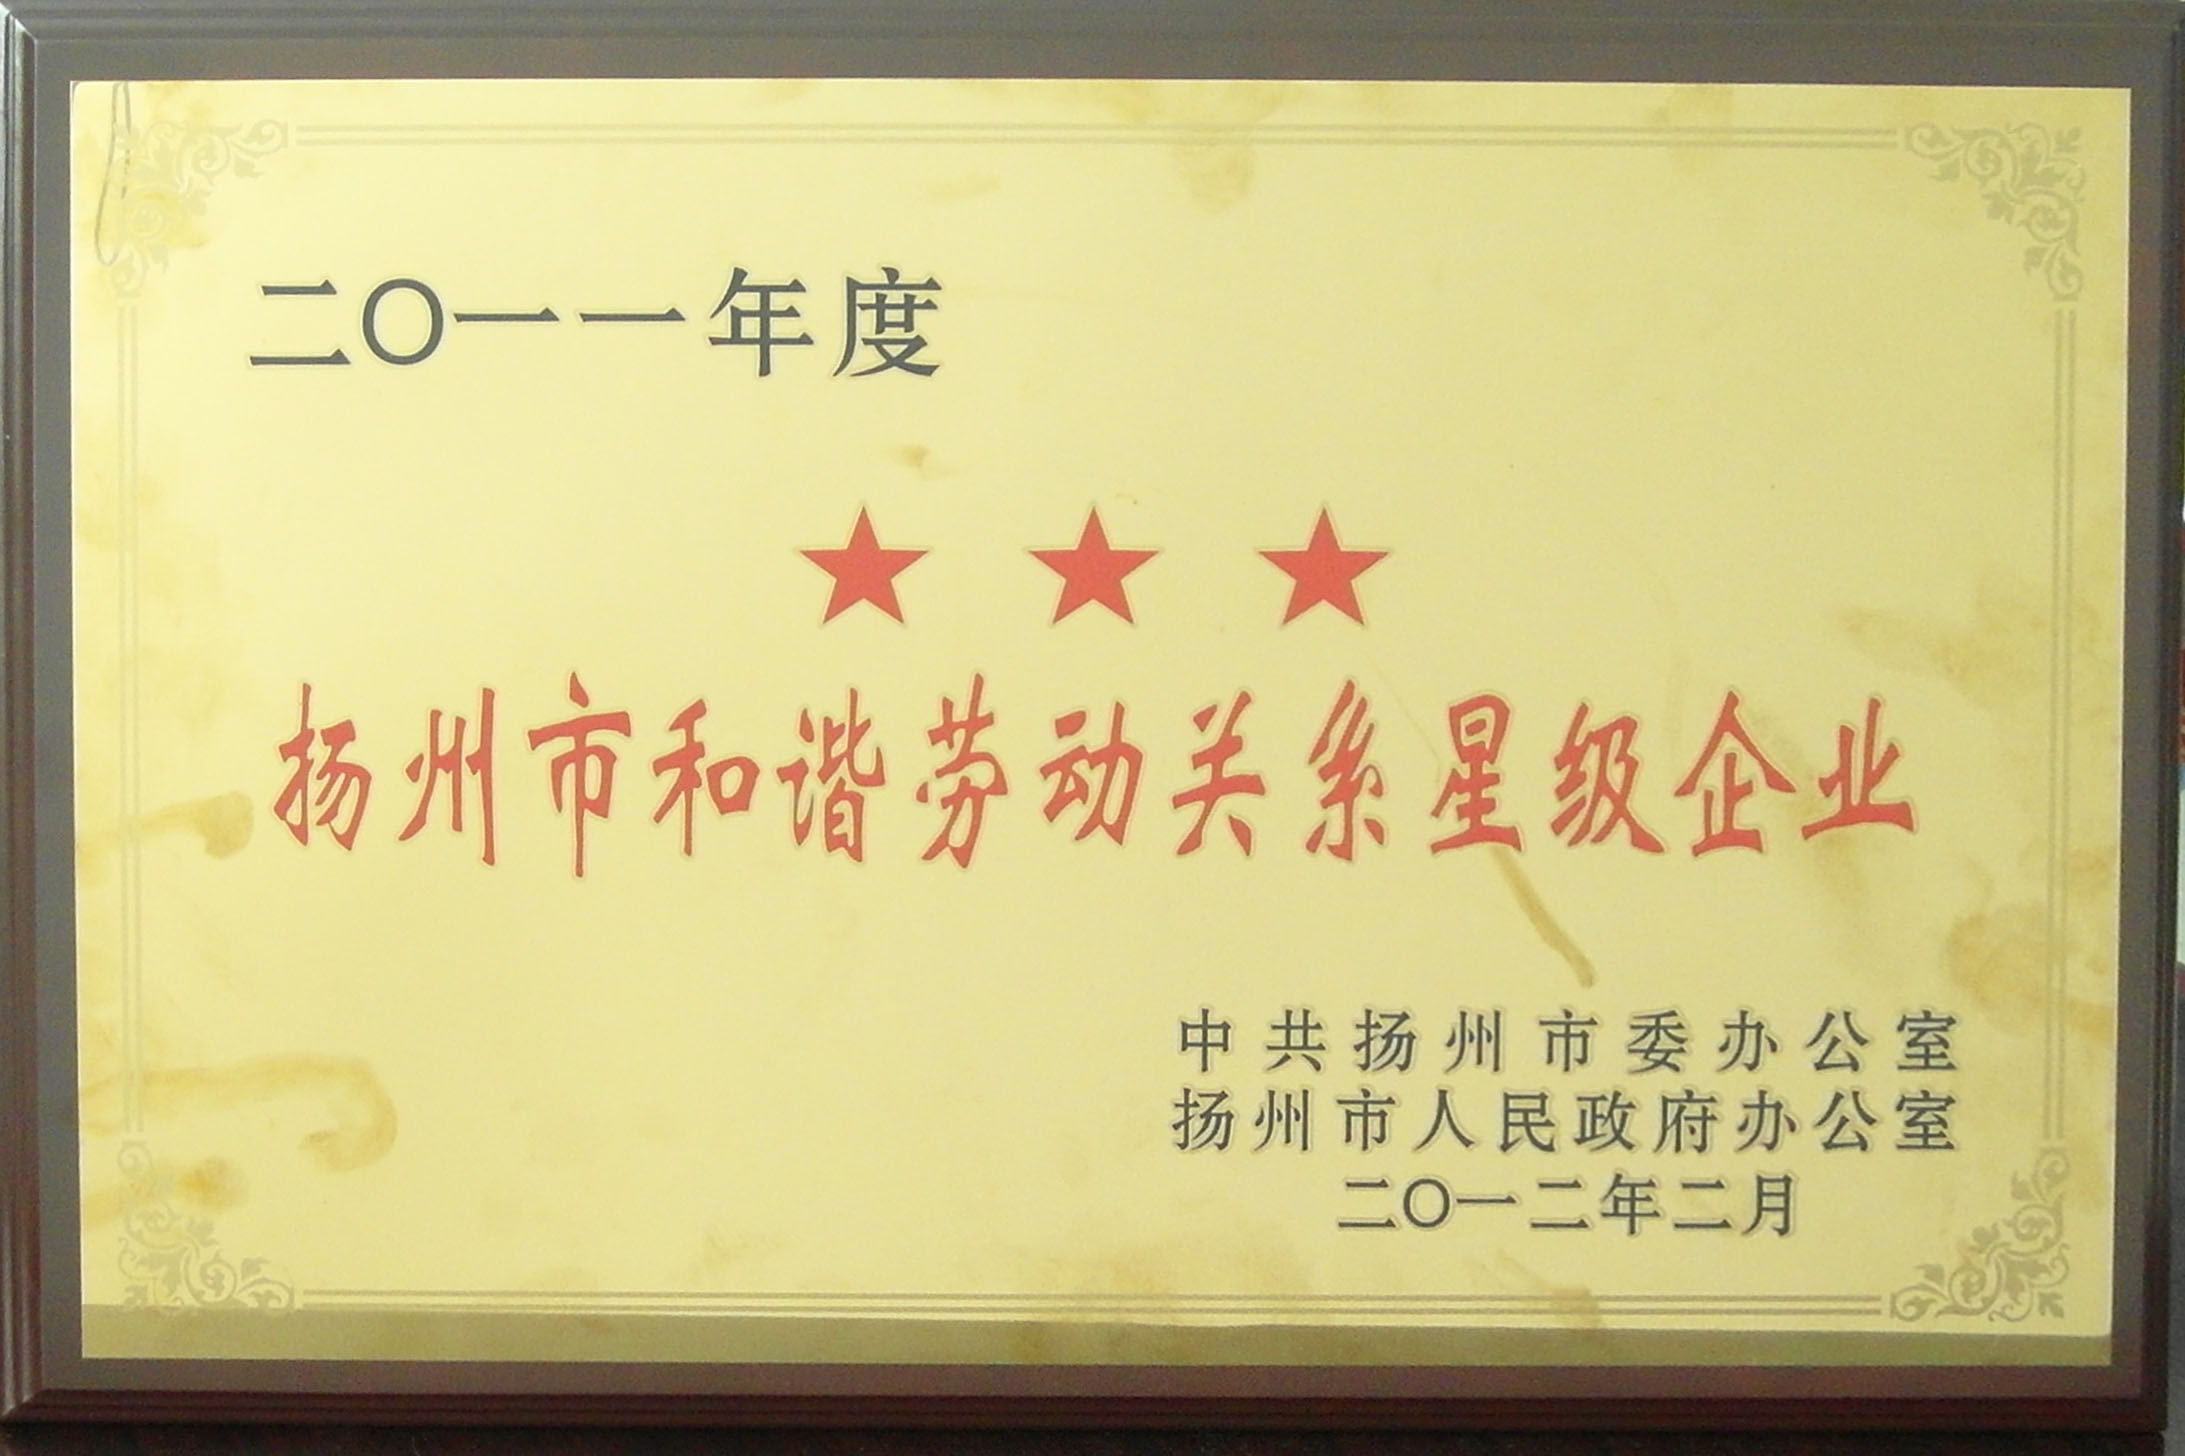 二〇一一年度
★ ★ ★
扬州市和谐劳动关系星级企业
中共扬州市委办公室
扬州市人民政府办公室
二〇一二年二月